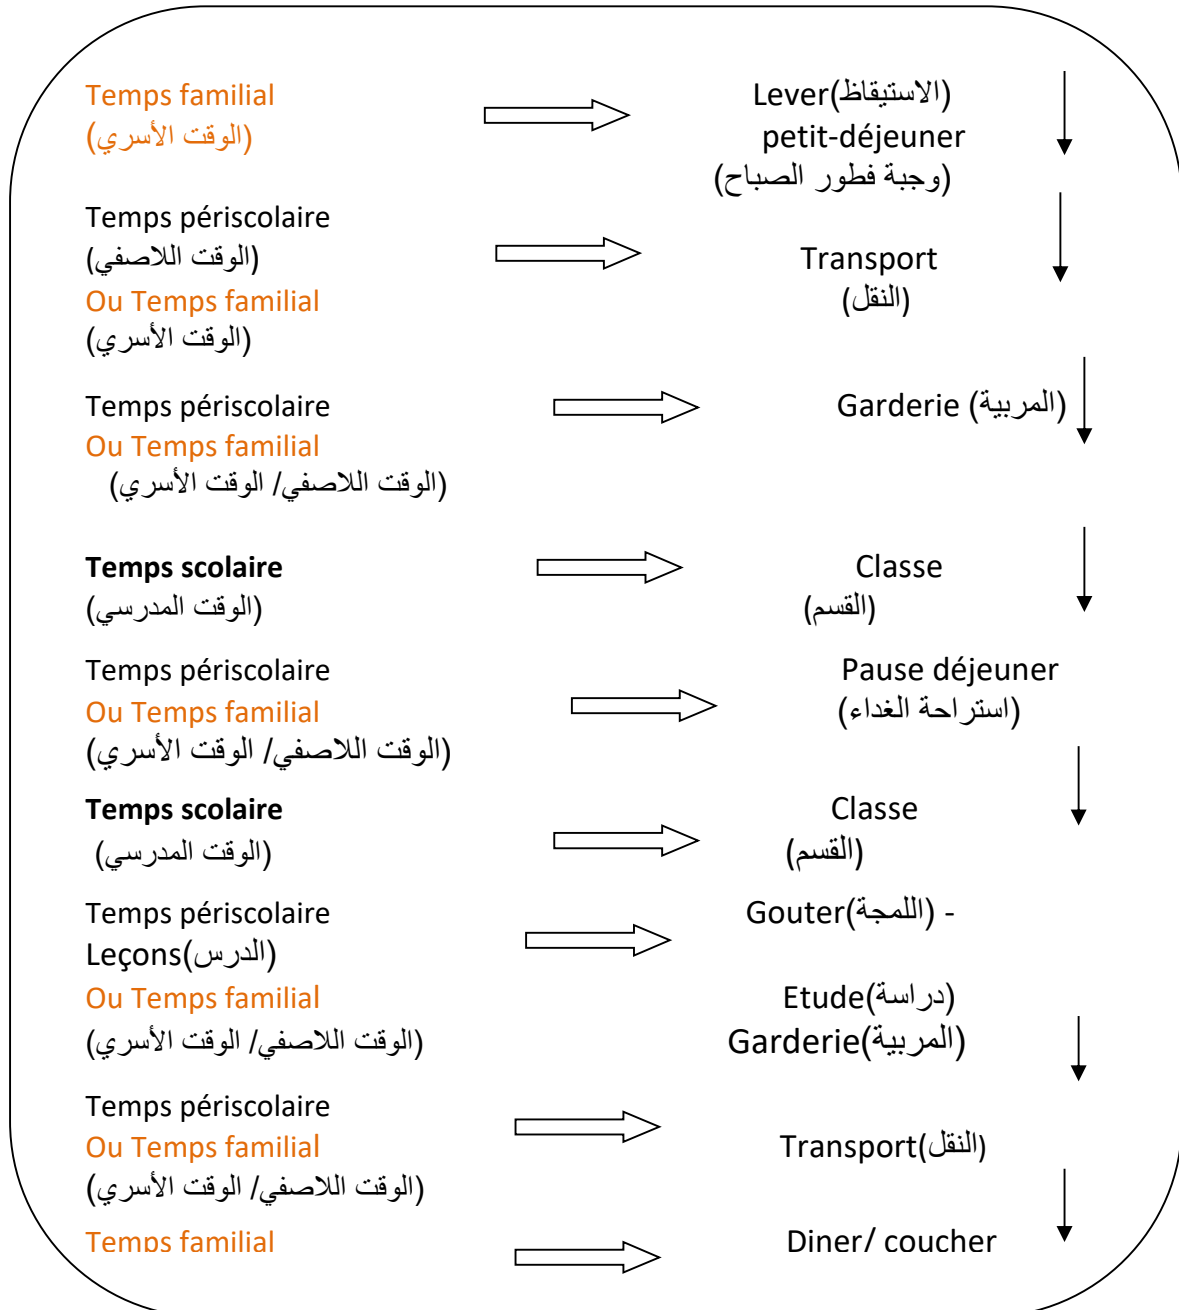 Temps familial
(الوقت الأسري)
Lever(الاستيقاظ)
petit-déjeuner
(وجبة فطور الصباح)
Temps périscolaire
(الوقت اللاصفي)
Ou Temps familial
(الوقت الأسري)
Transport
(النقل)
Temps périscolaire
Ou Temps familial
(الوقت اللاصفي/ الوقت الأسري)
Garderie (المربية)
Temps scolaire
(الوقت المدرسي)
Classe
(القسم)
Temps périscolaire
Ou Temps familial
(الوقت اللاصفي/ الوقت الأسري)
Pause déjeuner
(استراحة الغداء)
Temps scolaire
(الوقت المدرسي)
Classe
(القسم)
Temps périscolaire
Leçons(الدرس)
Ou Temps familial
(الوقت اللاصفي/ الوقت الأسري)
Gouter(اللمجة) -
Etude(دراسة)
Garderie(المربية)
Temps périscolaire
Ou Temps familial
(الوقت اللاصفي/ الوقت الأسري)
Transport(النقل)
Temps familial
Diner/ coucher